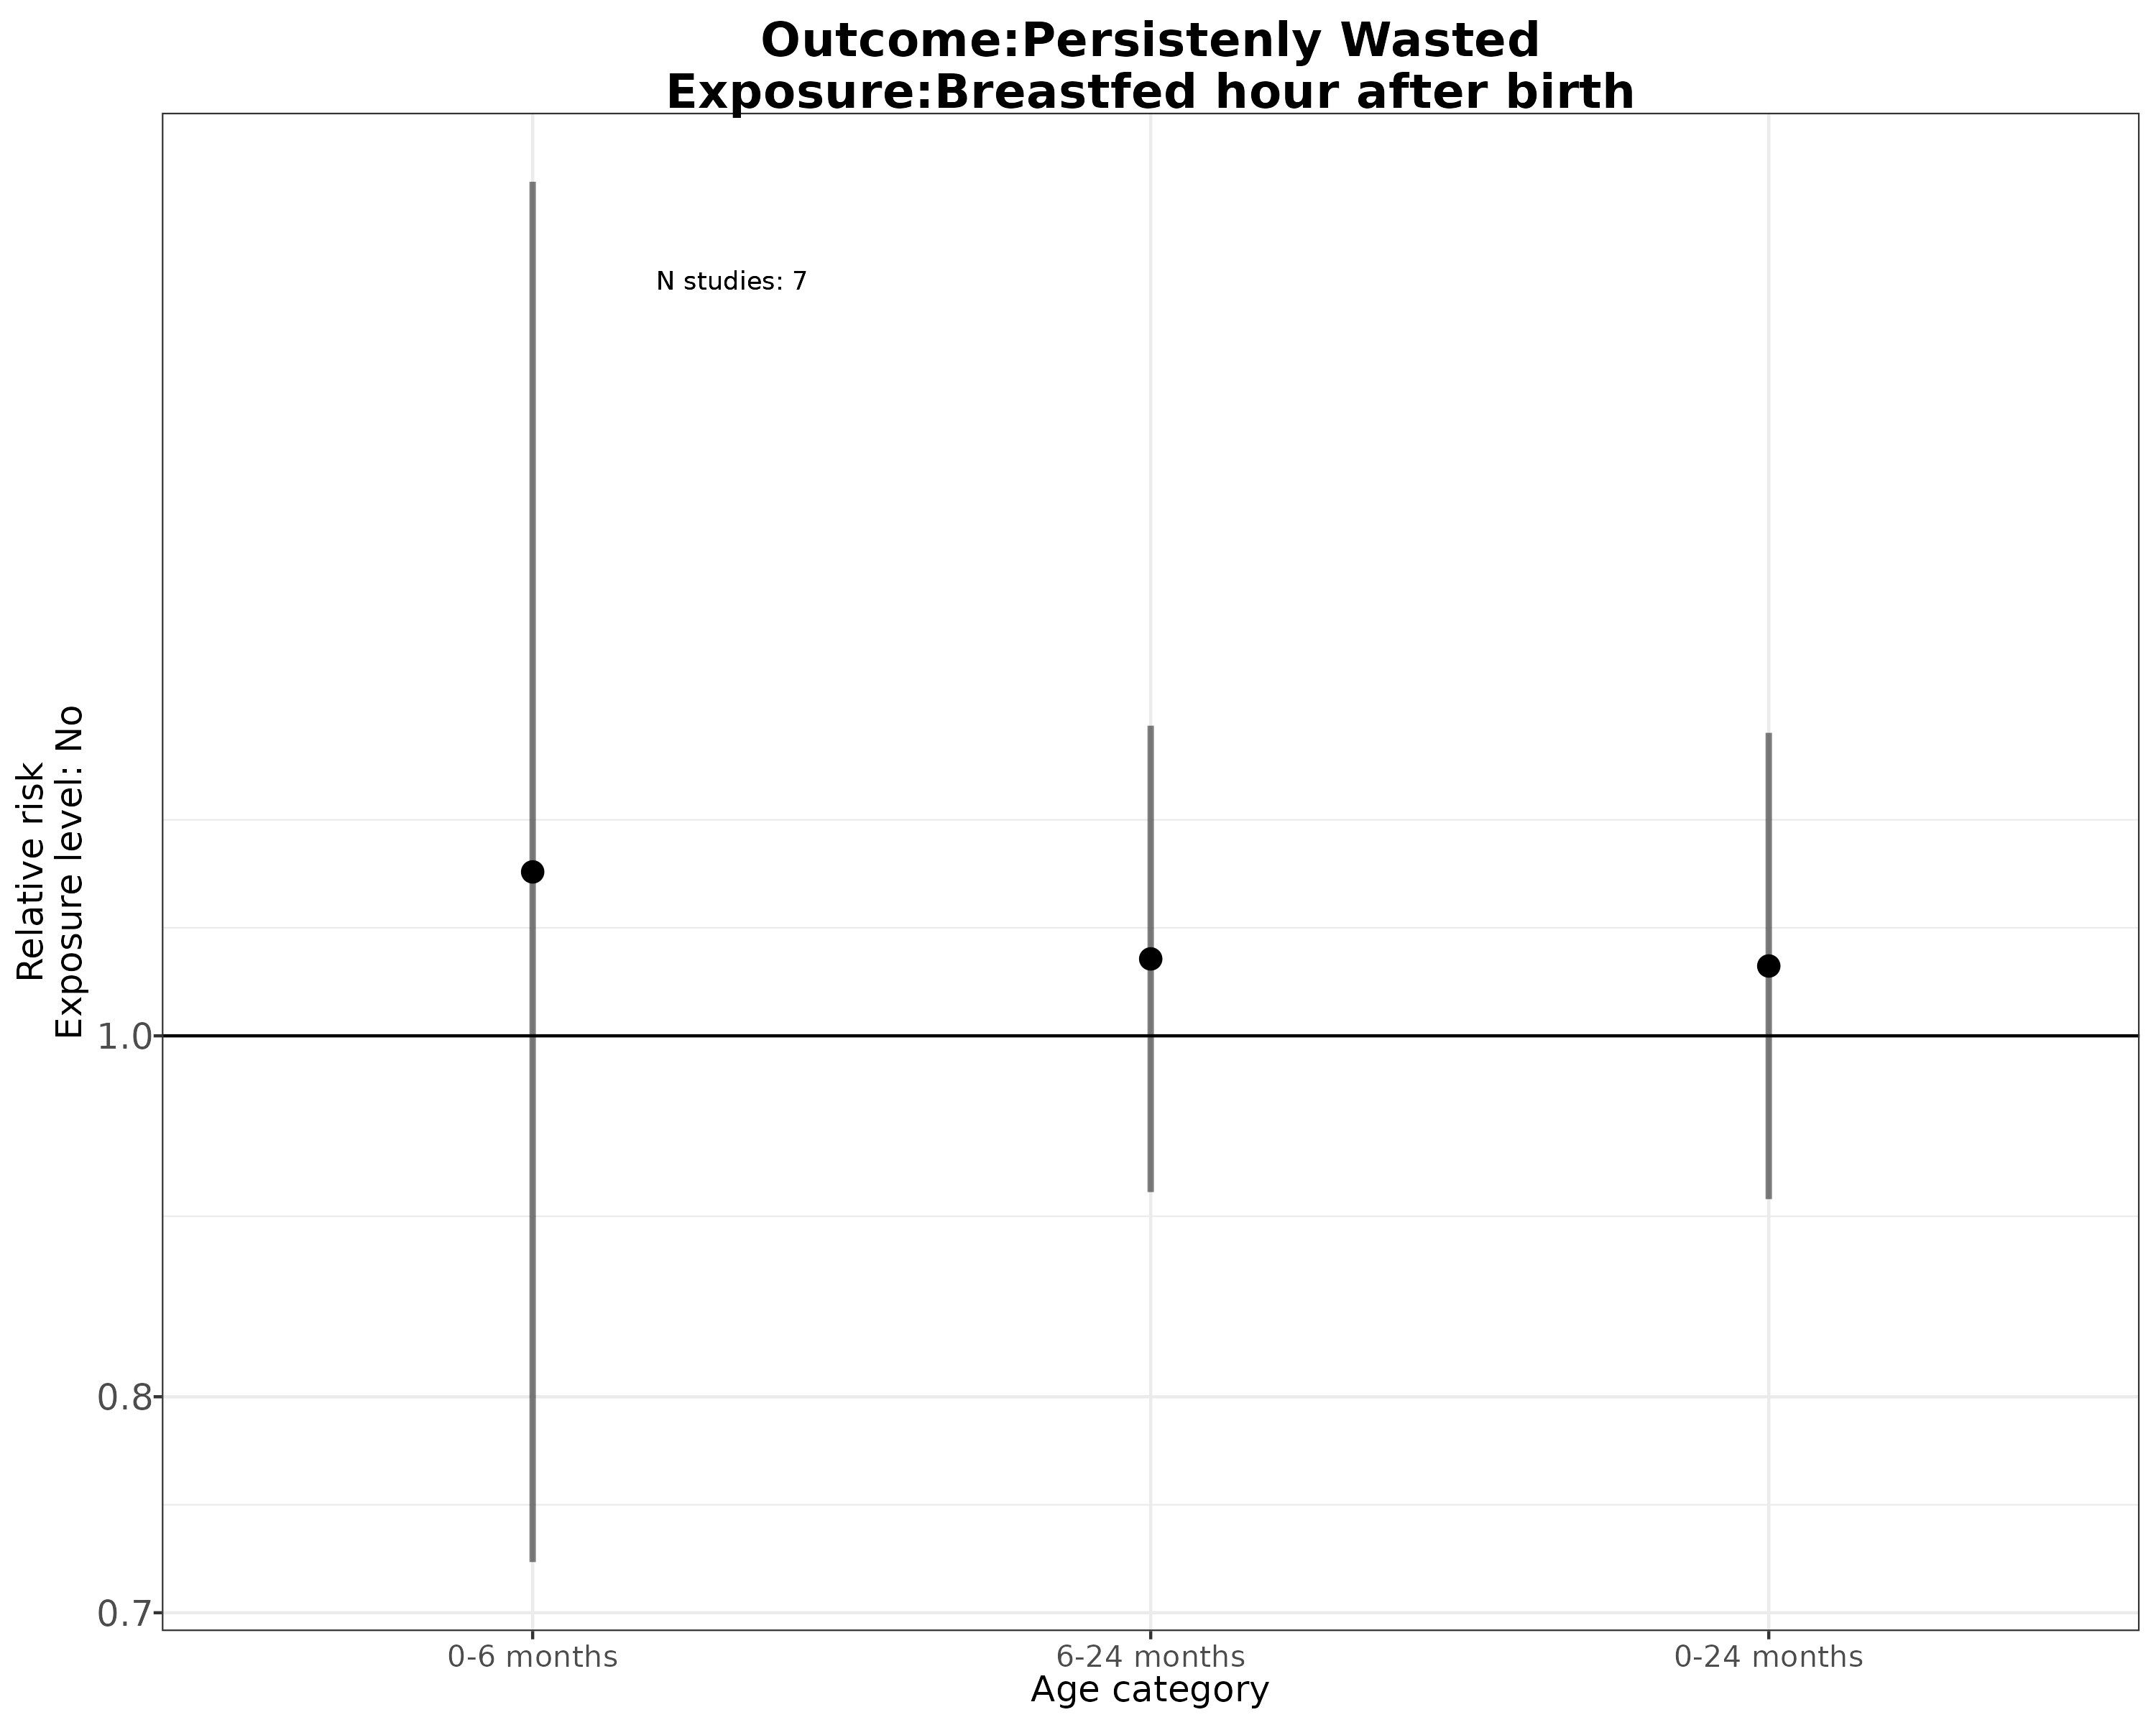 Outcome:Persistenly Wasted
Exposure:Breastfed hour after birth
N studies: 7
Relative risk
Exposure level: No
1.0
0.8
0.7
0-6 months
6-24 months
0-24 months
Age category